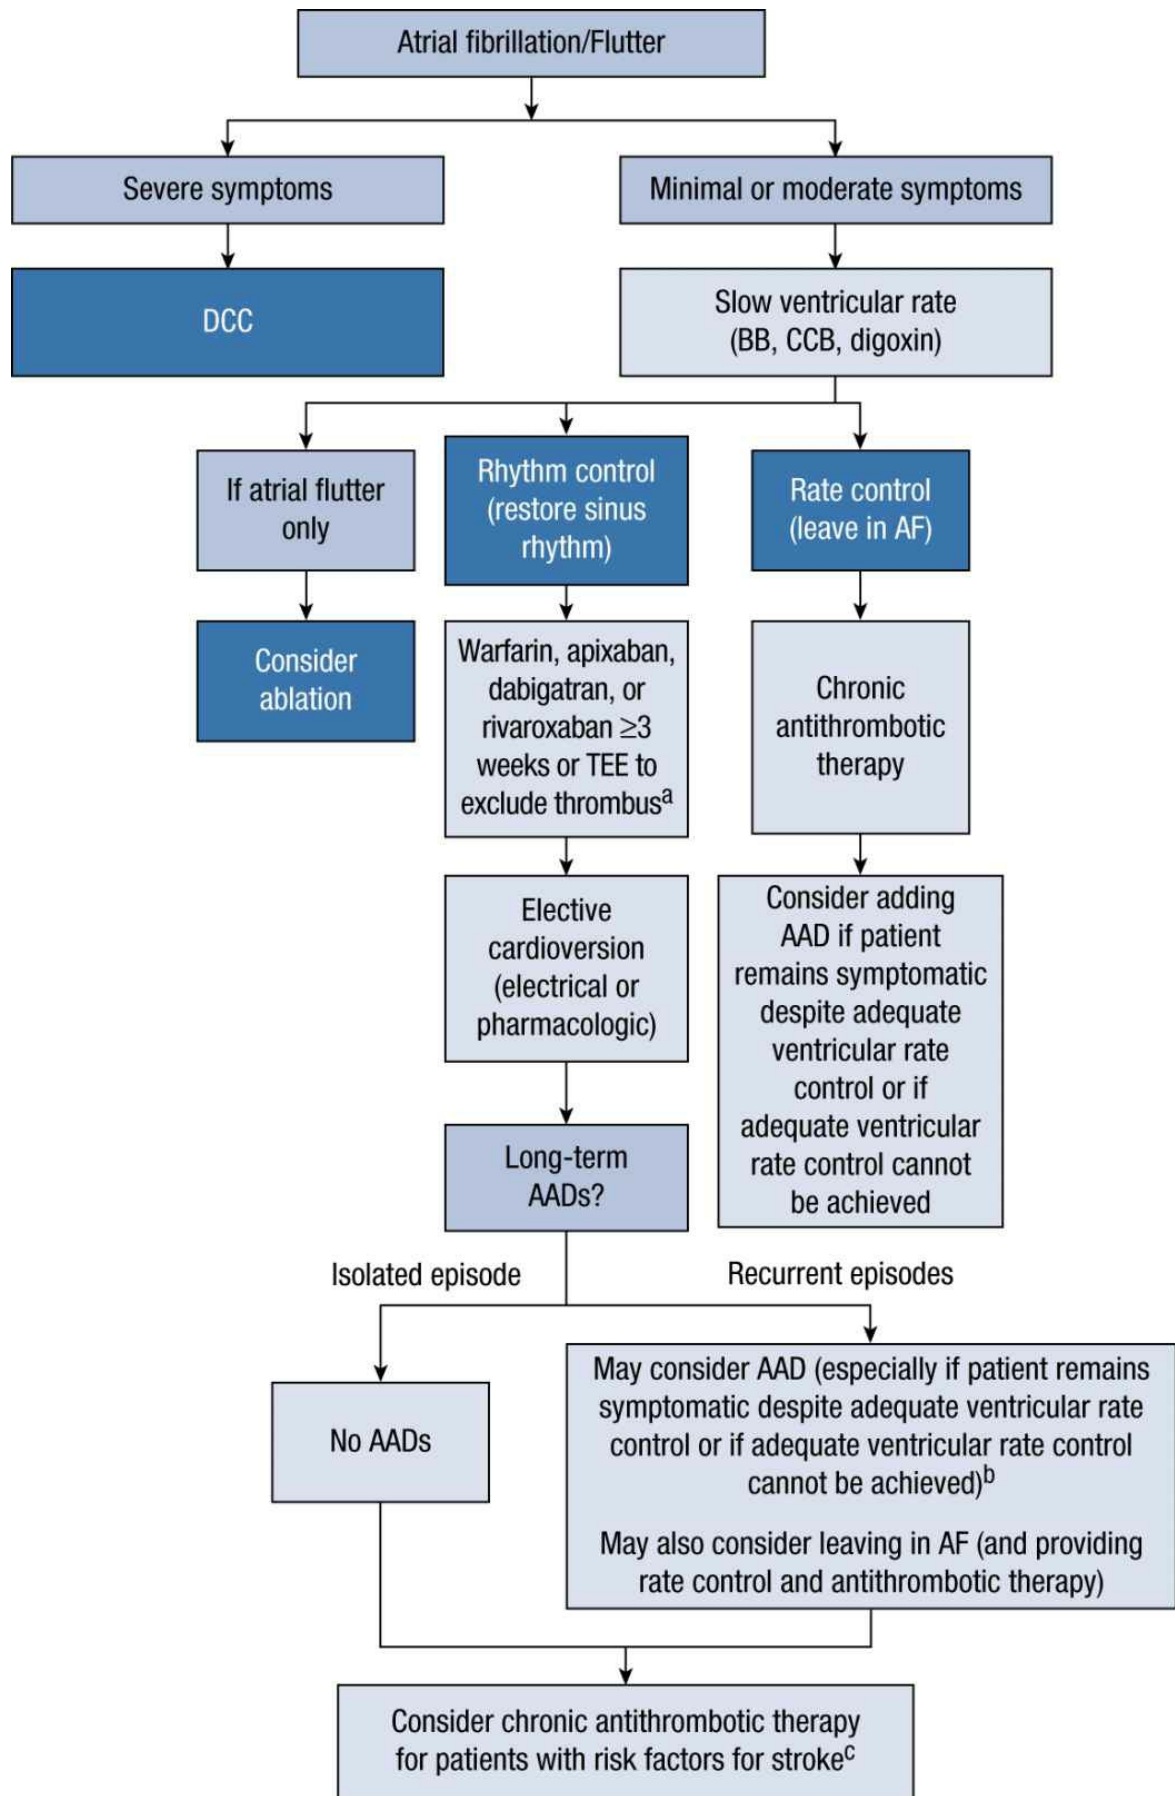 Atrial fibrillation/Flutter
Severe symptoms
Minimal or moderate symptoms
DCC
Slow ventricular rate
(BB, CCB, digoxin)
If atrial flutter
only
Rhythm control
(restore sinus
rhythm)
Rate control
(leave in AF)
Consider
ablation
Warfarin, apixaban,
dabigatran, or
rivaroxaban ≥3
weeks or TEE to
exclude thrombusᵃ
Chronic
antithrombotic
therapy
Elective
cardioversion
(electrical or
pharmacologic)
Consider adding
AAD if patient
remains symptomatic
despite adequate
ventricular rate
control or if
adequate ventricular
rate control cannot
be achieved
Long-term
AADs?
Isolated episode
Recurrent episodes
No AADs
May consider AAD (especially if patient remains
symptomatic despite adequate ventricular rate
control or if adequate ventricular rate control
cannot be achieved)ᵇ
May also consider leaving in AF (and providing
rate control and antithrombotic therapy)
Consider chronic antithrombotic therapy
for patients with risk factors for strokeᶜ